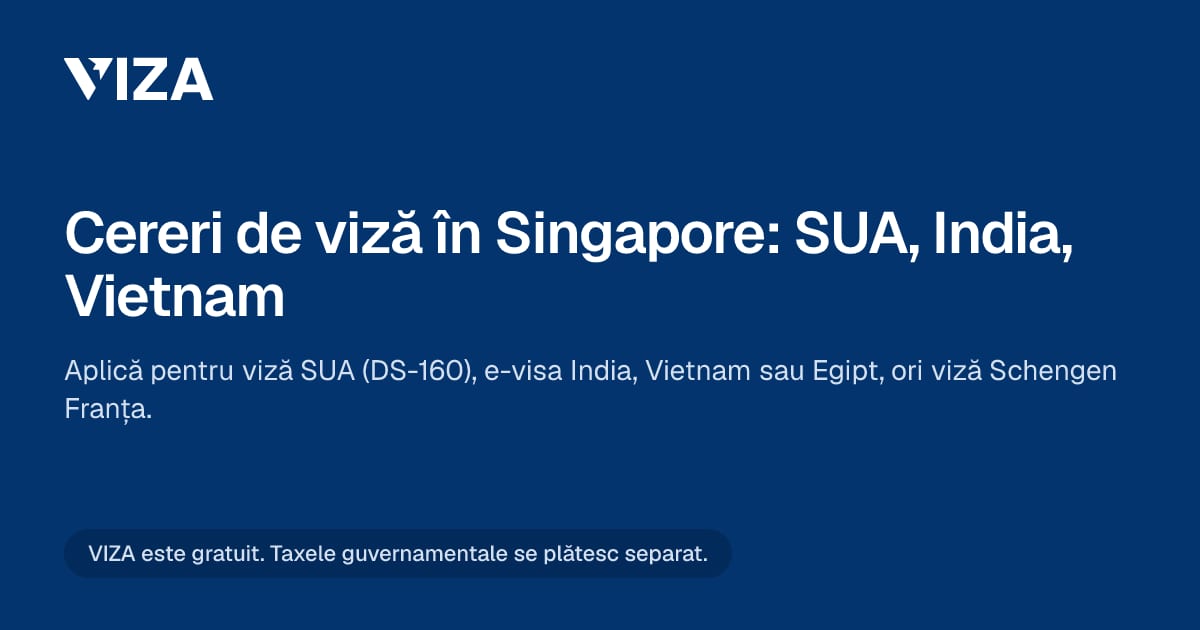 VIZA
Cereri de viză în Singapore: SUA, India,
Vietnam
Aplică pentru viză SUA (DS-160), e-visa India, Vietnam sau Egipt, ori viză Schengen
Franța.
VIZA este gratuit. Taxele guvernamentale se plătesc separat.